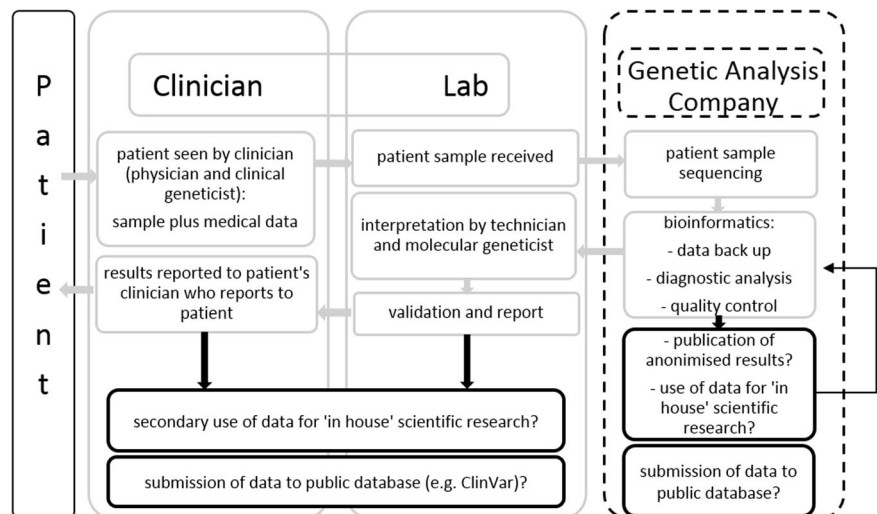 Patient
Clinician
Lab
Genetic Analysis
Company
patient seen by clinician
(physician and clinical
geneticist):
sample plus medical data
patient sample received
patient sample
sequencing
interpretation by technician
and molecular geneticist
bioinformatics:
- data back up
- diagnostic analysis
- quality control
results reported to patient's
clinician who reports to
patient
validation and report
- publication of
anonimised results?
- use of data for 'in
house' scientific
research?
secondary use of data for 'in house' scientific research?
submission of data to public database (e.g. ClinVar)?
submission of data to
public database?